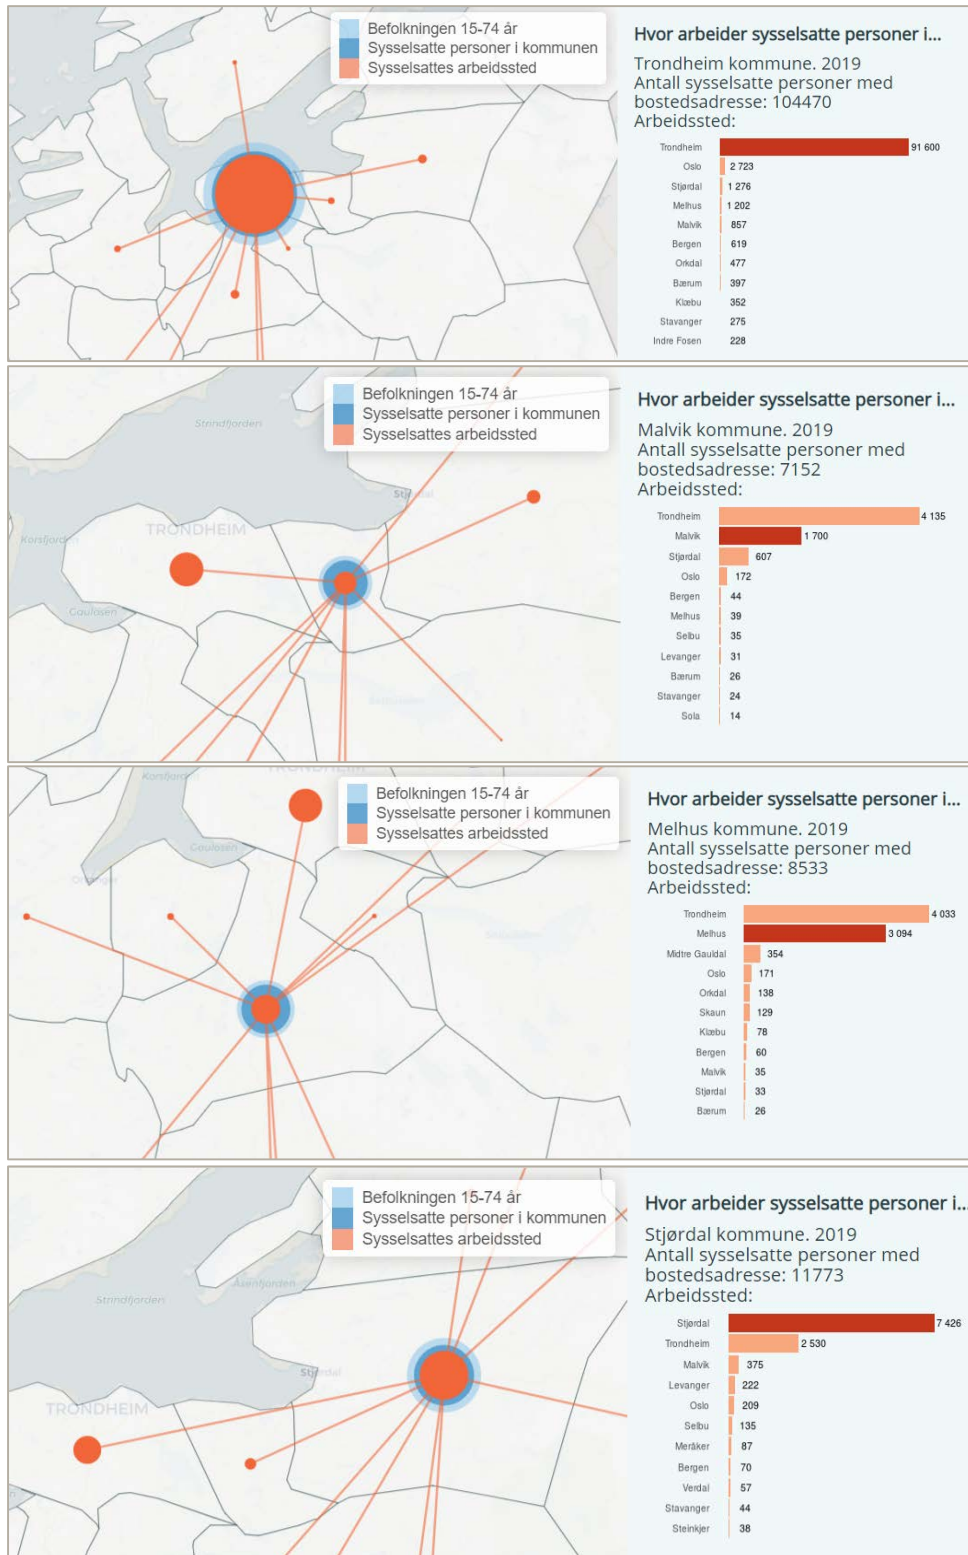 Befolkningen 15-74 år
Sysselsatte personer i kommunen
Sysselsattes arbeidssted
Hvor arbeider sysselsatte personer i...
Trondheim kommune. 2019
Antall sysselsatte personer med
bostedsadresse: 104470
Arbeidssted:
Trondheim 91 600
Oslo 2 723
Stjørdal 1 276
Melhus 1 202
Malvik 857
Bergen 619
Orkdal 477
Bærum 397
Klæbu 352
Stavanger 275
Indre Fosen 228
Befolkningen 15-74 år
Sysselsatte personer i kommunen
Sysselsattes arbeidssted
Strindfjorden
Stjørdal
TRONDHEIM
Korsfjorden
Gaulosen
Hvor arbeider sysselsatte personer i...
Malvik kommune. 2019
Antall sysselsatte personer med
bostedsadresse: 7152
Arbeidssted:
Trondheim 4 135
Malvik 1 700
Stjørdal 607
Oslo 172
Bergen 44
Melhus 39
Selbu 35
Levanger 31
Bærum 26
Stavanger 24
Sola 14
TRONDHEIM
Korsfjorden
Gaulosen
Befolkningen 15-74 år
Sysselsatte personer i kommunen
Sysselsattes arbeidssted
Hvor arbeider sysselsatte personer i...
Melhus kommune. 2019
Antall sysselsatte personer med
bostedsadresse: 8533
Arbeidssted:
Trondheim 4 033
Melhus 3 094
Midtre Gauldal 354
Oslo 171
Orkdal 138
Skaun 129
Klæbu 78
Bergen 60
Malvik 35
Stjørdal 33
Bærum 26
Befolkningen 15-74 år
Sysselsatte personer i kommunen
Sysselsattes arbeidssted
Åsenfjorden
Strindfjorden
Stjørdal
TRONDHEIM
Hvor arbeider sysselsatte personer i...
Stjørdal kommune. 2019
Antall sysselsatte personer med
bostedsadresse: 11773
Arbeidssted:
Stjørdal 7 426
Trondheim 2 530
Malvik 375
Levanger 222
Oslo 209
Selbu 135
Meråker 87
Bergen 70
Verdal 57
Stavanger 44
Steinkjer 38